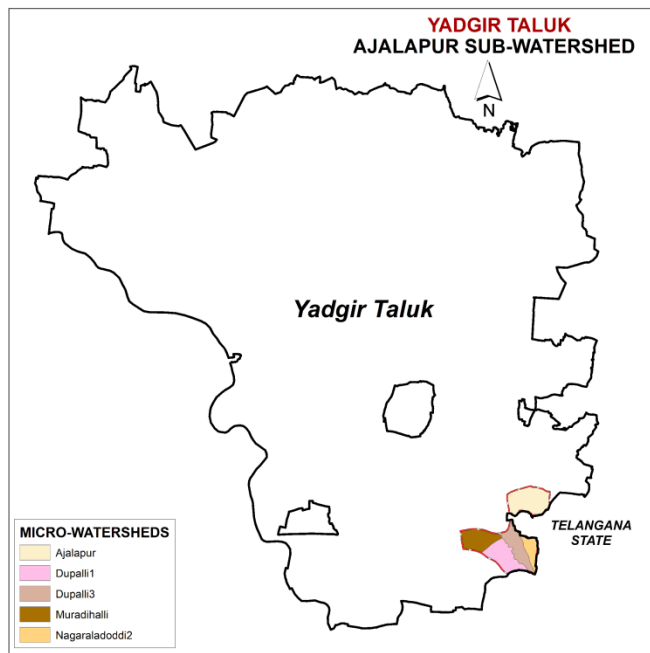 YADGIR TALUK
AJALAPUR SUB-WATERSHED
N
Yadgir Taluk
TELANGANA
STATE
MICRO-WATERSHEDS
Ajalapur
Dupalli1
Dupalli3
Muradihalli
Nagaraladoddi2